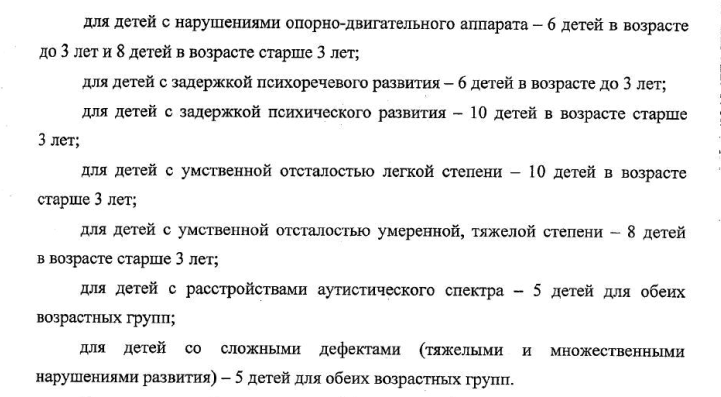 для детей с нарушениями опорно-двигательного аппарата – 6 детей в возрасте
до 3 лет и 8 детей в возрасте старше 3 лет;
для детей с задержкой психоречевого развития – 6 детей в возрасте до 3 лет;
для детей с задержкой психического развития – 10 детей в возрасте старше
3 лет;
для детей с умственной отсталостью легкой степени – 10 детей в возрасте
старше 3 лет;
для детей с умственной отсталостью умеренной, тяжелой степени – 8 детей
в возрасте старше 3 лет;
для детей с расстройствами аутистического спектра – 5 детей для обеих
возрастных групп;
для детей со сложными дефектами (тяжелыми и множественными
нарушениями развития) – 5 детей для обеих возрастных групп.